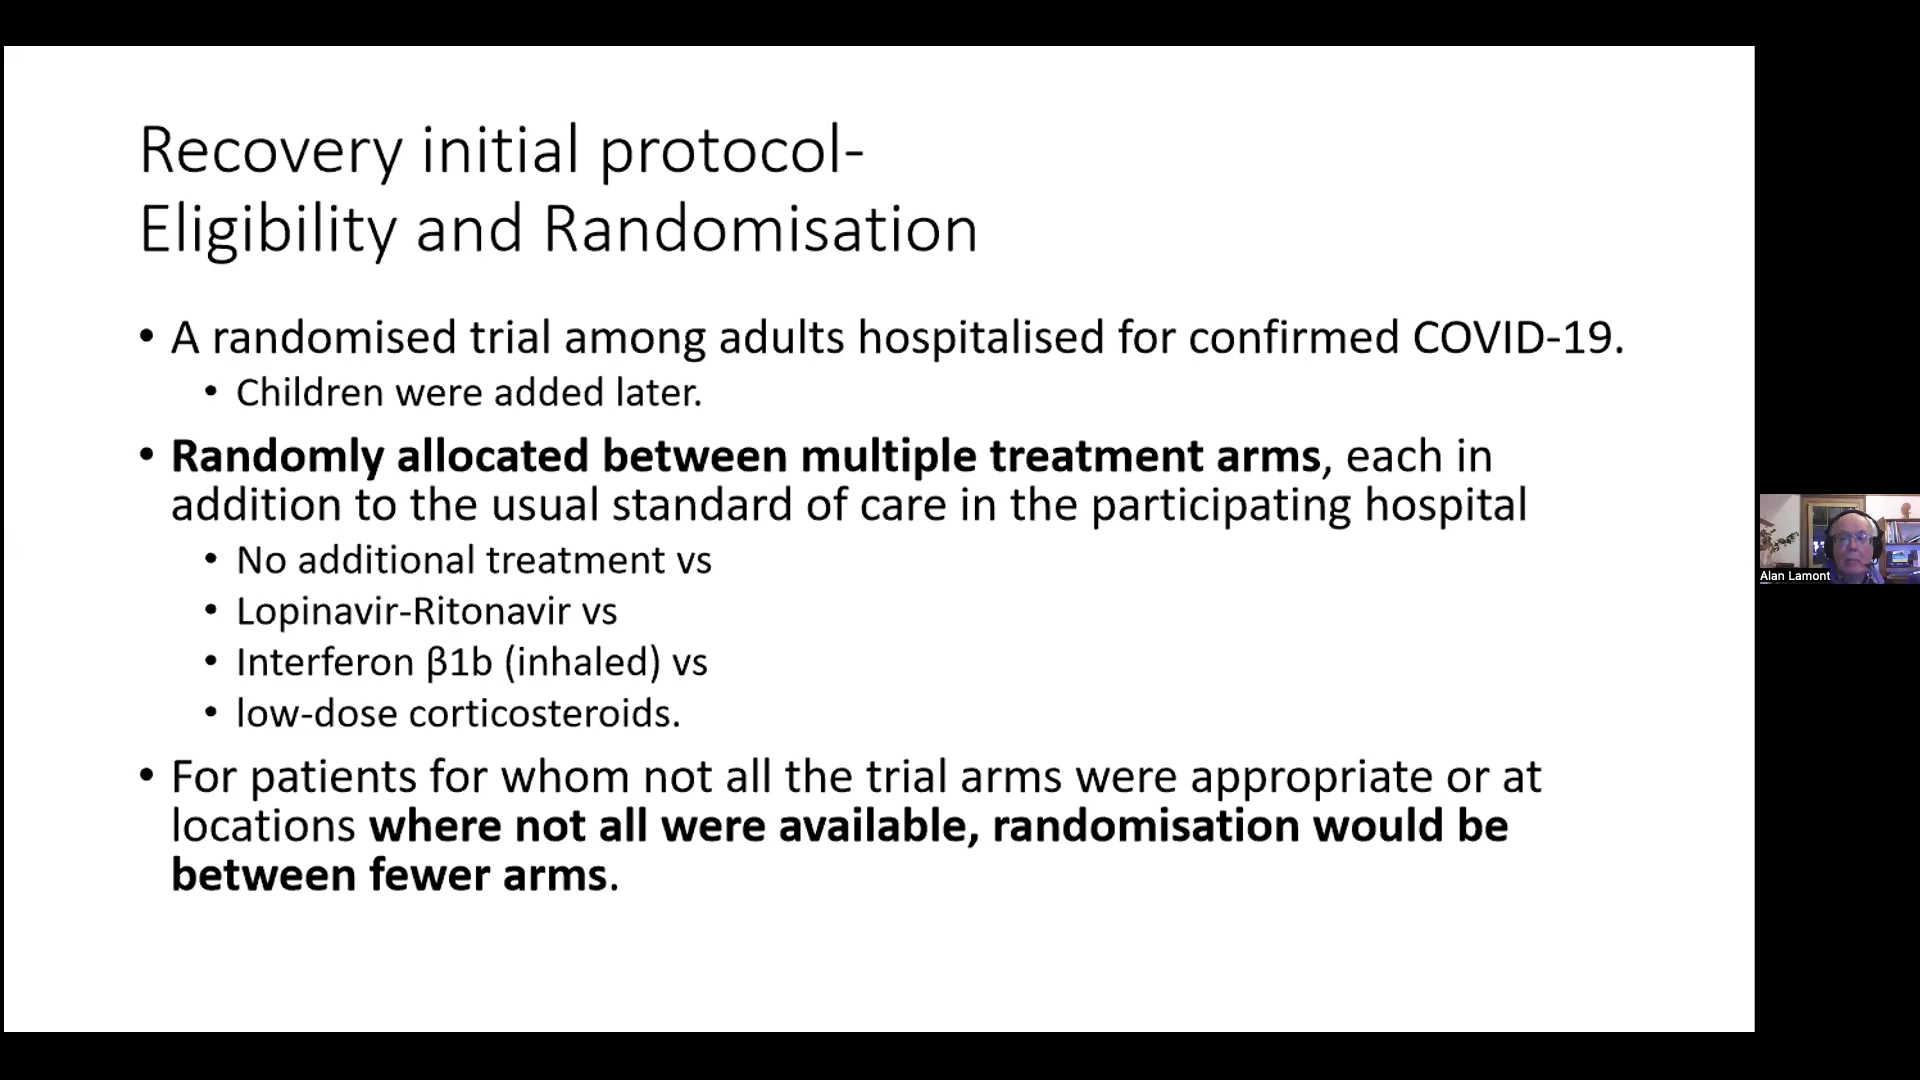 Recovery initial protocol-
Eligibility and Randomisation
• A randomised trial among adults hospitalised for confirmed COVID-19.
• Children were added later.
• Randomly allocated between multiple treatment arms, each in
addition to the usual standard of care in the participating hospital
• No additional treatment vs
• Lopinavir-Ritonavir vs
• Interferon β1b (inhaled) vs
• low-dose corticosteroids.
• For patients for whom not all the trial arms were appropriate or at
locations where not all were available, randomisation would be
between fewer arms.
Alan Lamont